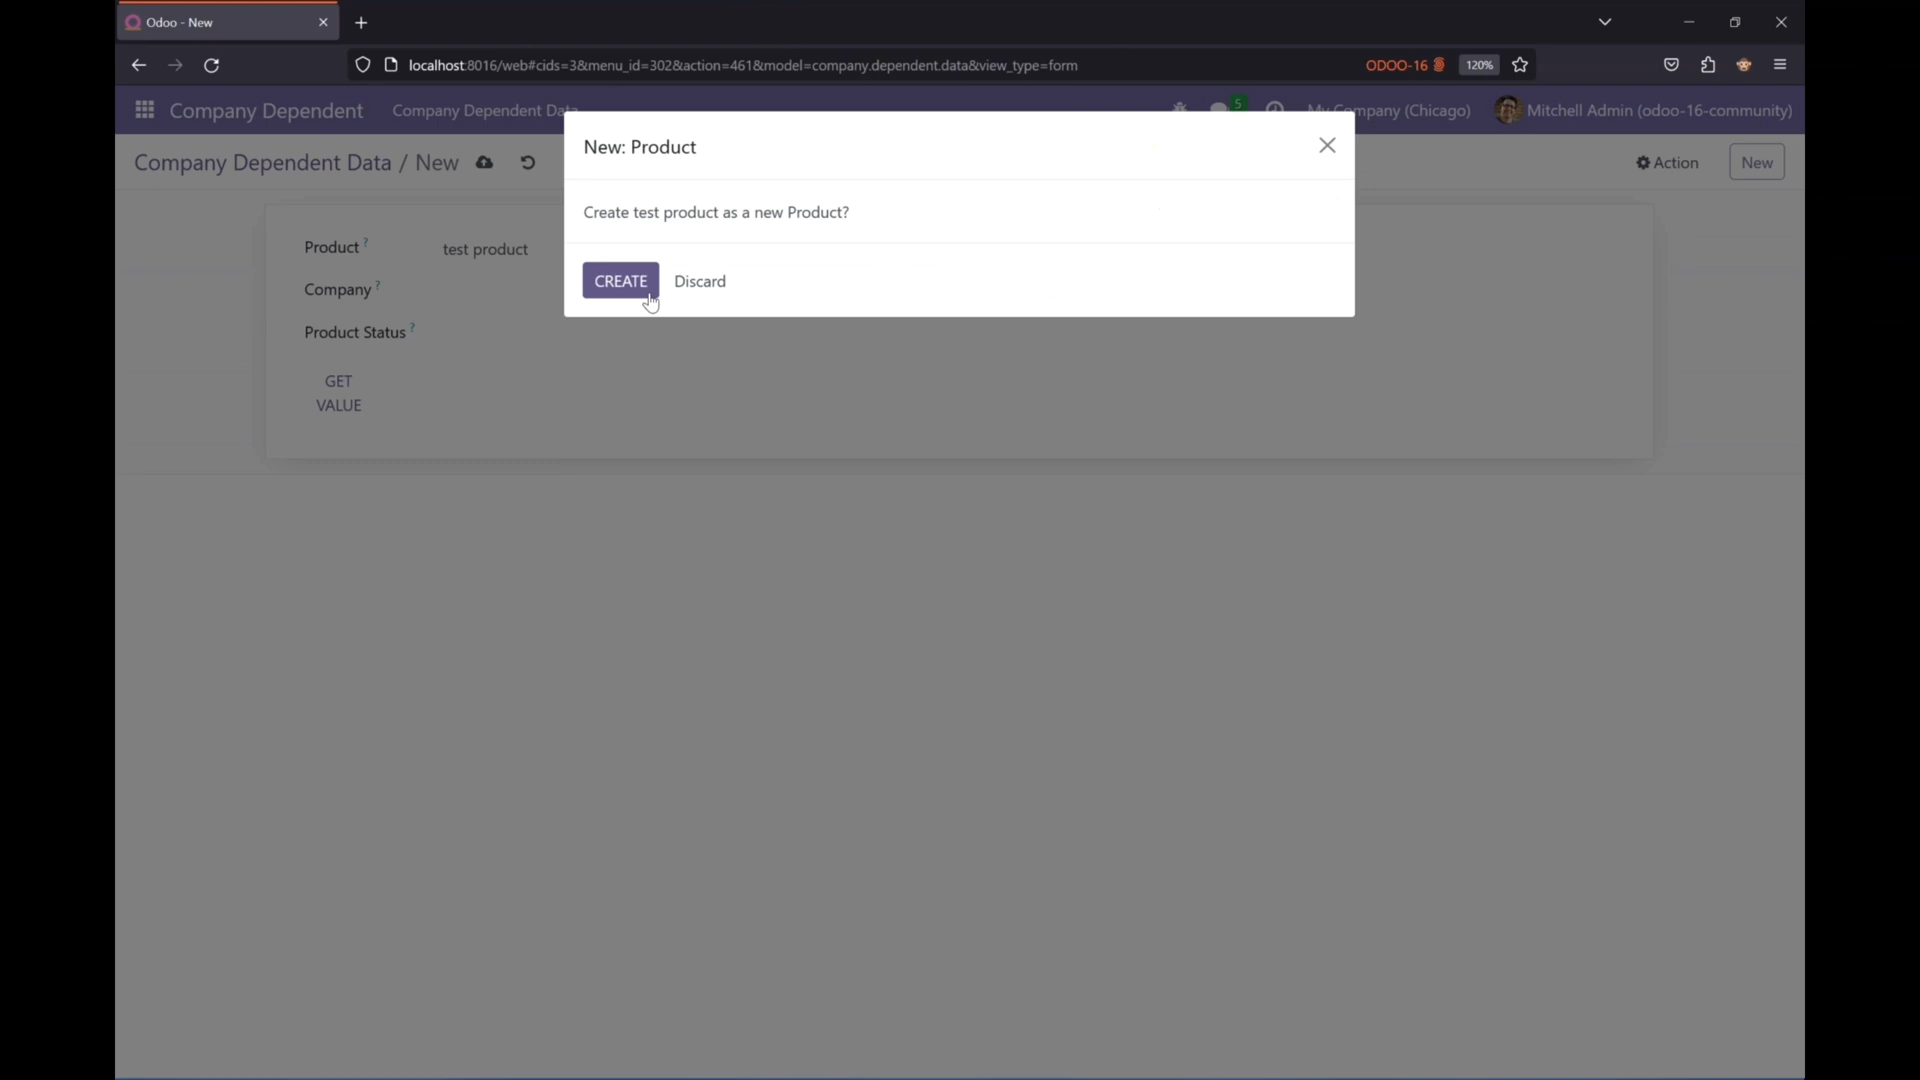 Odoo - New
localhost:8016/web#cids=3&menu_id=302&action=461&model=company.dependent.data&view_type=form
ODOO-16
120%
Company Dependent
Company Dependent Data
5
My Company (Chicago)
Mitchell Admin (odoo-16-community)
Company Dependent Data / New
Action
New
New: Product
Create test product as a new Product?
CREATE
Discard
Product ?
test product
Company ?
Product Status ?
GET
VALUE